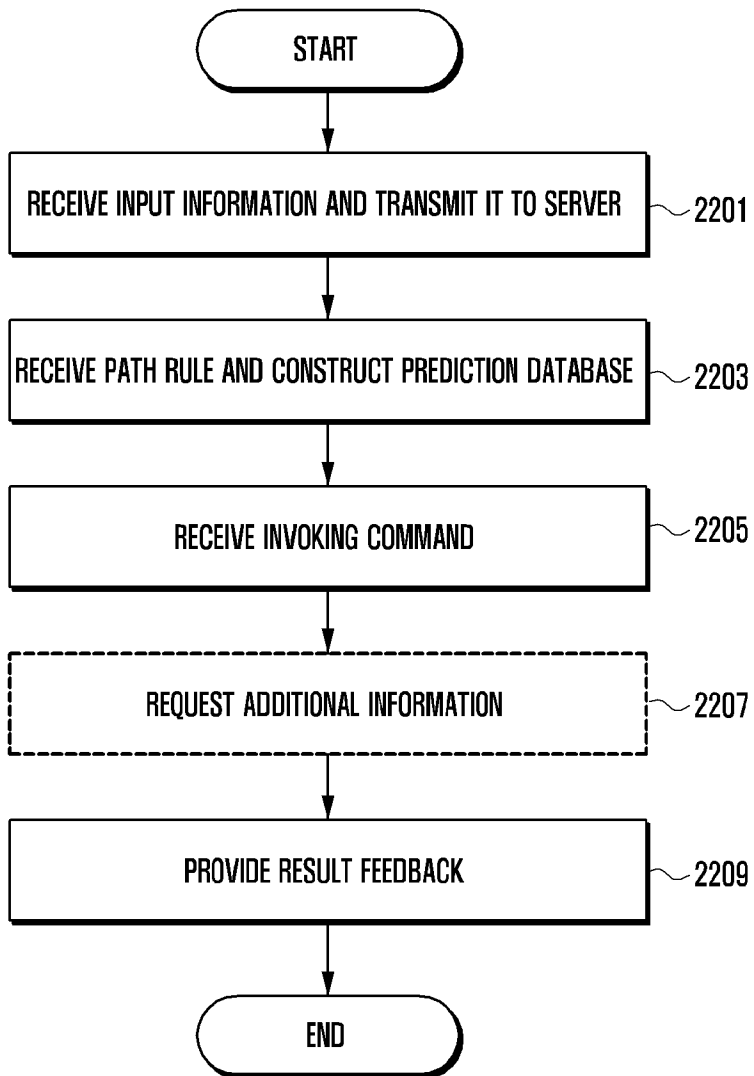 START
RECEIVE INPUT INFORMATION AND TRANSMIT IT TO SERVER
2201
RECEIVE PATH RULE AND CONSTRUCT PREDICTION DATABASE
2203
RECEIVE INVOKING COMMAND
2205
REQUEST ADDITIONAL INFORMATION
2207
PROVIDE RESULT FEEDBACK
2209
END